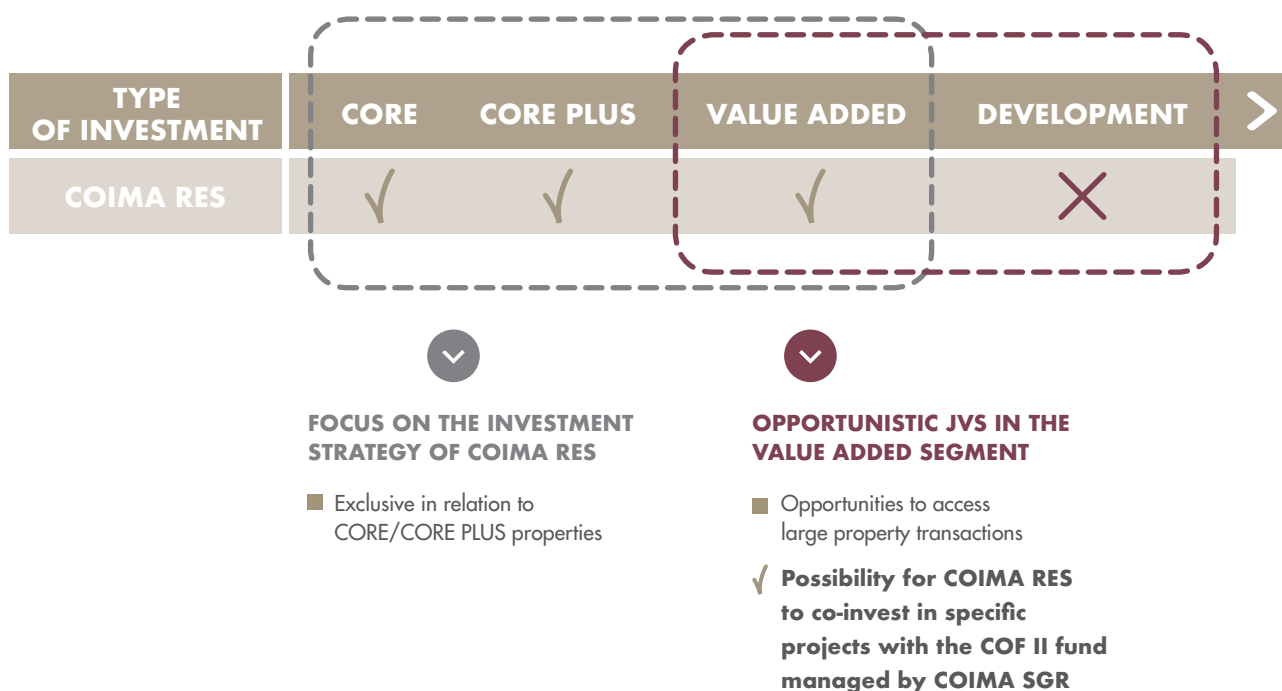 TYPE
OF INVESTMENT
CORE
CORE PLUS
VALUE ADDED
DEVELOPMENT
COIMA RES
FOCUS ON THE INVESTMENT
STRATEGY OF COIMA RES
Exclusive in relation to
CORE/CORE PLUS properties
OPPORTUNISTIC JVS IN THE
VALUE ADDED SEGMENT
Opportunities to access
large property transactions
Possibility for COIMA RES
to co-invest in specific
projects with the COF II fund
managed by COIMA SGR